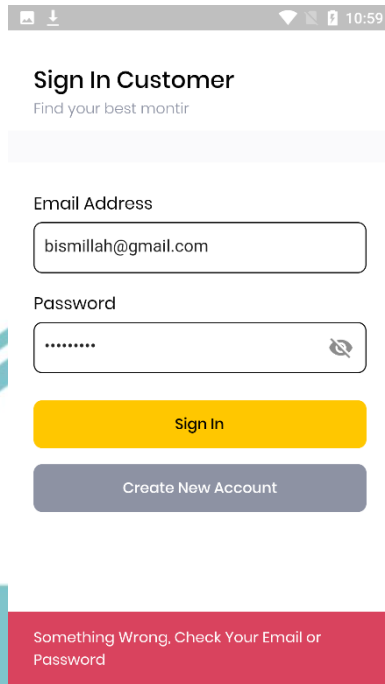 10:59
Sign In Customer
Find your best montir
Email Address
bismillah@gmail.com
Password
•••••••••
Sign In
Create New Account
Something Wrong, Check Your Email or
Password